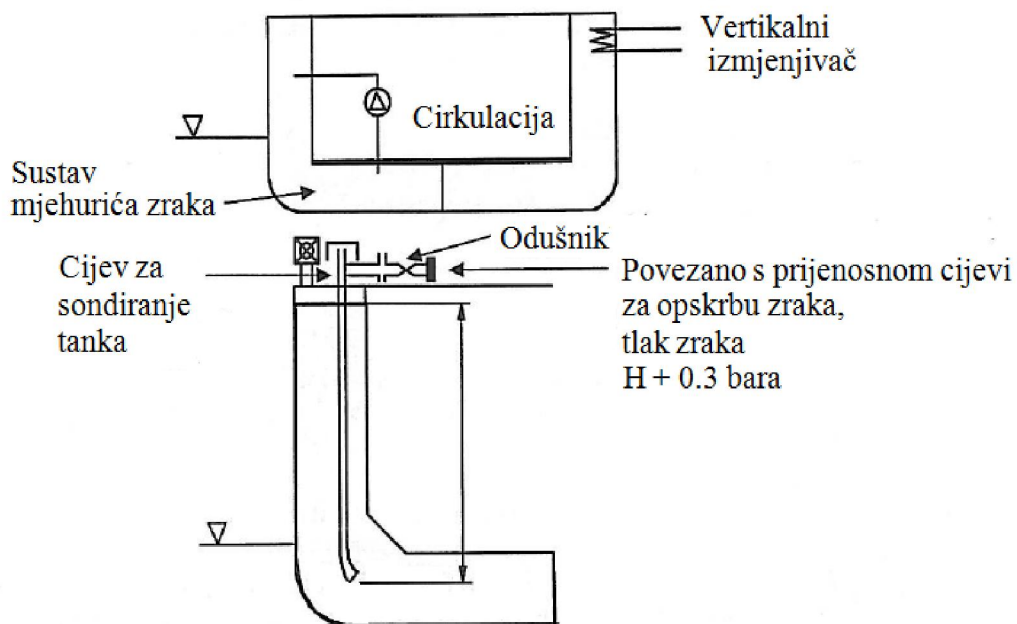 Vertikalni
izmjenjivač
Cirkulacija
Sustav
mjehurića zraka
Odušnik
Cijev za
sondiranje
tanka
Povezano s prijenosnom cijevi
za opskrbu zraka,
tlak zraka
H + 0.3 bara